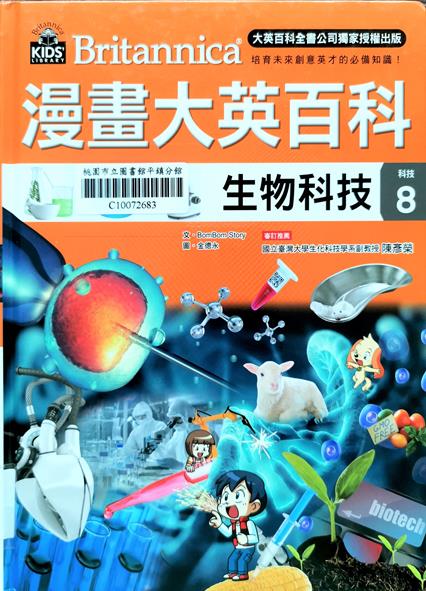 Britannica
KIDS'
LIBRARY
Britannica®
大英百科全書公司獨家授權出版
培育未來創意英才的必備知識！
漫畫大英百科
桃園市立圖書館平鎮分館
C10072683
生物科技
科技
8
文・BomBom Story
圖・金德永
審訂推薦
國立臺灣大學生化科技學系副教授 陳彥榮
GMO
FREE
biotech